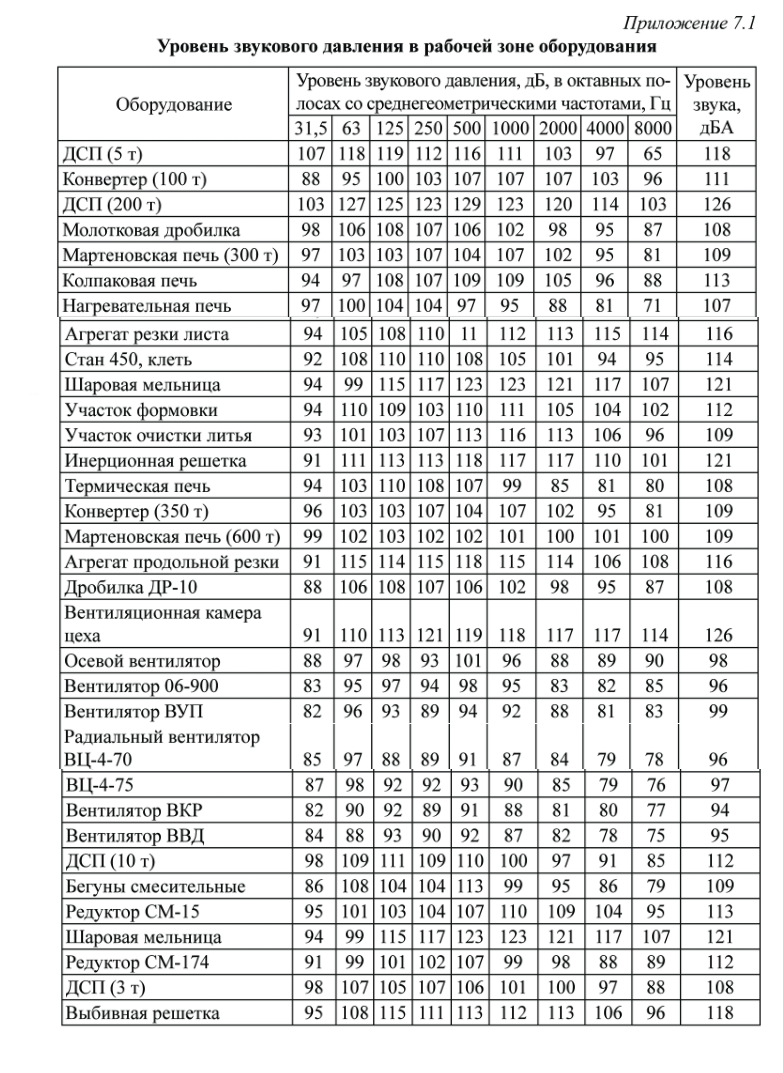 Приложение 7.1
Уровень звукового давления в рабочей зоне оборудования
Оборудование
Уровень звукового давления, дБ, в октавных по-
лосах со среднегеометрическими частотами, Гц
Уровень
звука,
дБА
31,5 63 125 250 500 1000 2000 4000 8000
ДСП (5 т) 107 118 119 112 116 111 103 97 65 118
Конвертер (100 т) 88 95 100 103 107 107 107 103 96 111
ДСП (200 т) 103 127 125 123 129 123 120 114 103 126
Молотковая дробилка 98 106 108 107 106 102 98 95 87 108
Мартеновская печь (300 т) 97 103 103 107 104 107 102 95 81 109
Колпаковая печь 94 97 108 107 109 109 105 96 88 113
Нагревательная печь 97 100 104 104 97 95 88 81 71 107
Агрегат резки листа 94 105 108 110 11 112 113 115 114 116
Стан 450, клеть 92 108 110 110 108 105 101 94 95 114
Шаровая мельница 94 99 115 117 123 123 121 117 107 121
Участок формовки 94 110 109 103 110 111 105 104 102 112
Участок очистки литья 93 101 103 107 113 116 113 106 96 109
Инерционная решетка 91 111 113 113 118 117 117 110 101 121
Термическая печь 94 103 110 108 107 99 85 81 80 108
Конвертер (350 т) 96 103 103 107 104 107 102 95 81 109
Мартеновская печь (600 т) 99 102 103 102 102 101 100 101 100 109
Агрегат продольной резки 91 115 114 115 118 115 114 106 108 116
Дробилка ДР-10 88 106 108 107 106 102 98 95 87 108
Вентиляционная камера
цеха 91 110 113 121 119 118 117 117 114 126
Осевой вентилятор 88 97 98 93 101 96 88 89 90 98
Вентилятор 06-900 83 95 97 94 98 95 83 82 85 96
Вентилятор ВУП 82 96 93 89 94 92 88 81 83 99
Радиальный вентилятор
ВЦ-4-70 85 97 88 89 91 87 84 79 78 96
ВЦ-4-75 87 98 92 92 93 90 85 79 76 97
Вентилятор ВКР 82 90 92 89 91 88 81 80 77 94
Вентилятор ВВД 84 88 93 90 92 87 82 78 75 95
ДСП (10 т) 98 109 111 109 110 100 97 91 85 112
Бегуны смесительные 86 108 104 104 113 99 95 86 79 109
Редуктор СМ-15 95 101 103 104 107 110 109 104 95 113
Шаровая мельница 94 99 115 117 123 123 121 117 107 121
Редуктор СМ-174 91 99 101 102 107 99 98 88 89 112
ДСП (3 т) 98 107 105 107 106 101 100 97 88 108
Выбивная решетка 95 108 115 111 113 112 113 106 96 118